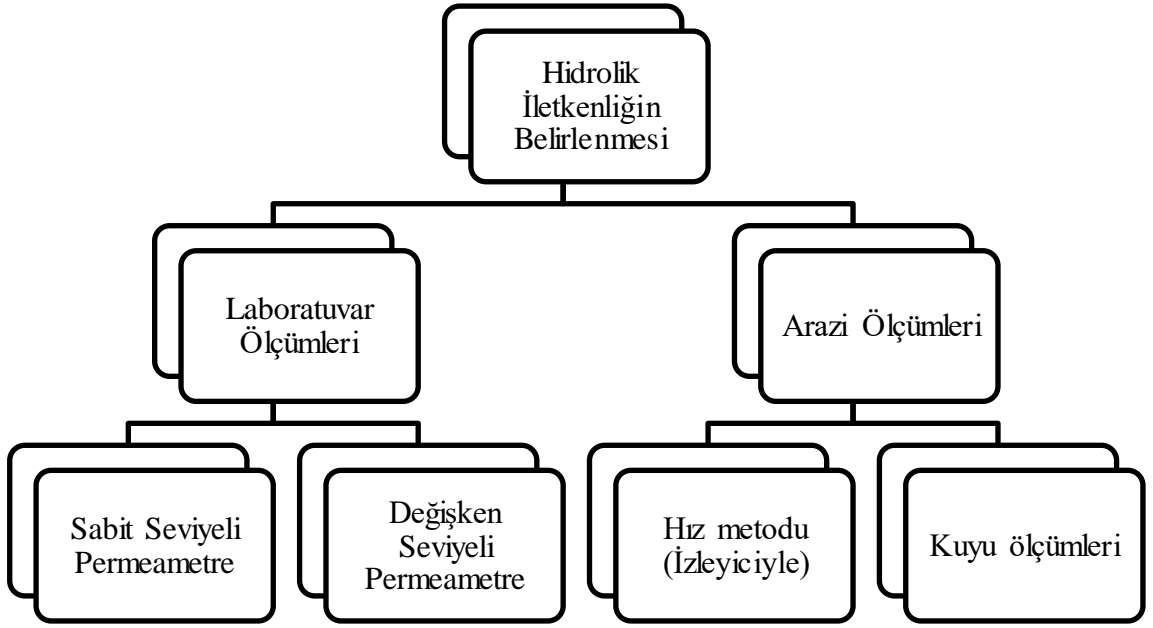 Hidrolik
İletkenliğin
Belirlenmesi
Laboratuvar
Ölçümleri
Arazi Ölçümleri
Sabit Seviyeli
Permeametre
Değişken
Seviyeli
Permeametre
Hız metodu
(İzleyiciyle)
Kuyu ölçümleri